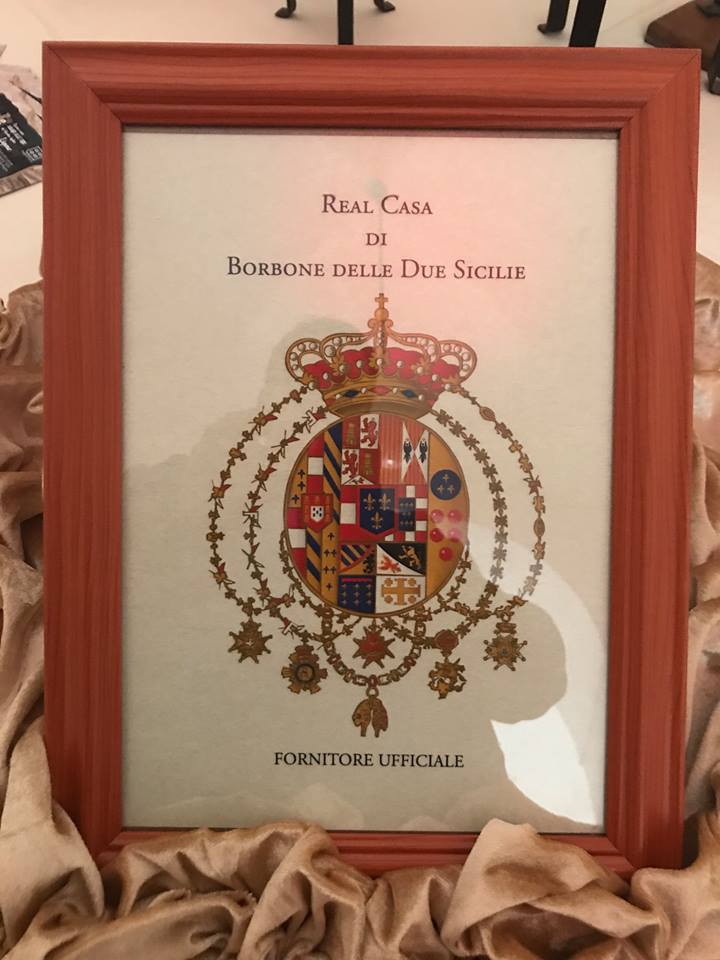 Real Casa
di
Borbone delle Due Sicilie
FORNITORE UFFICIALE